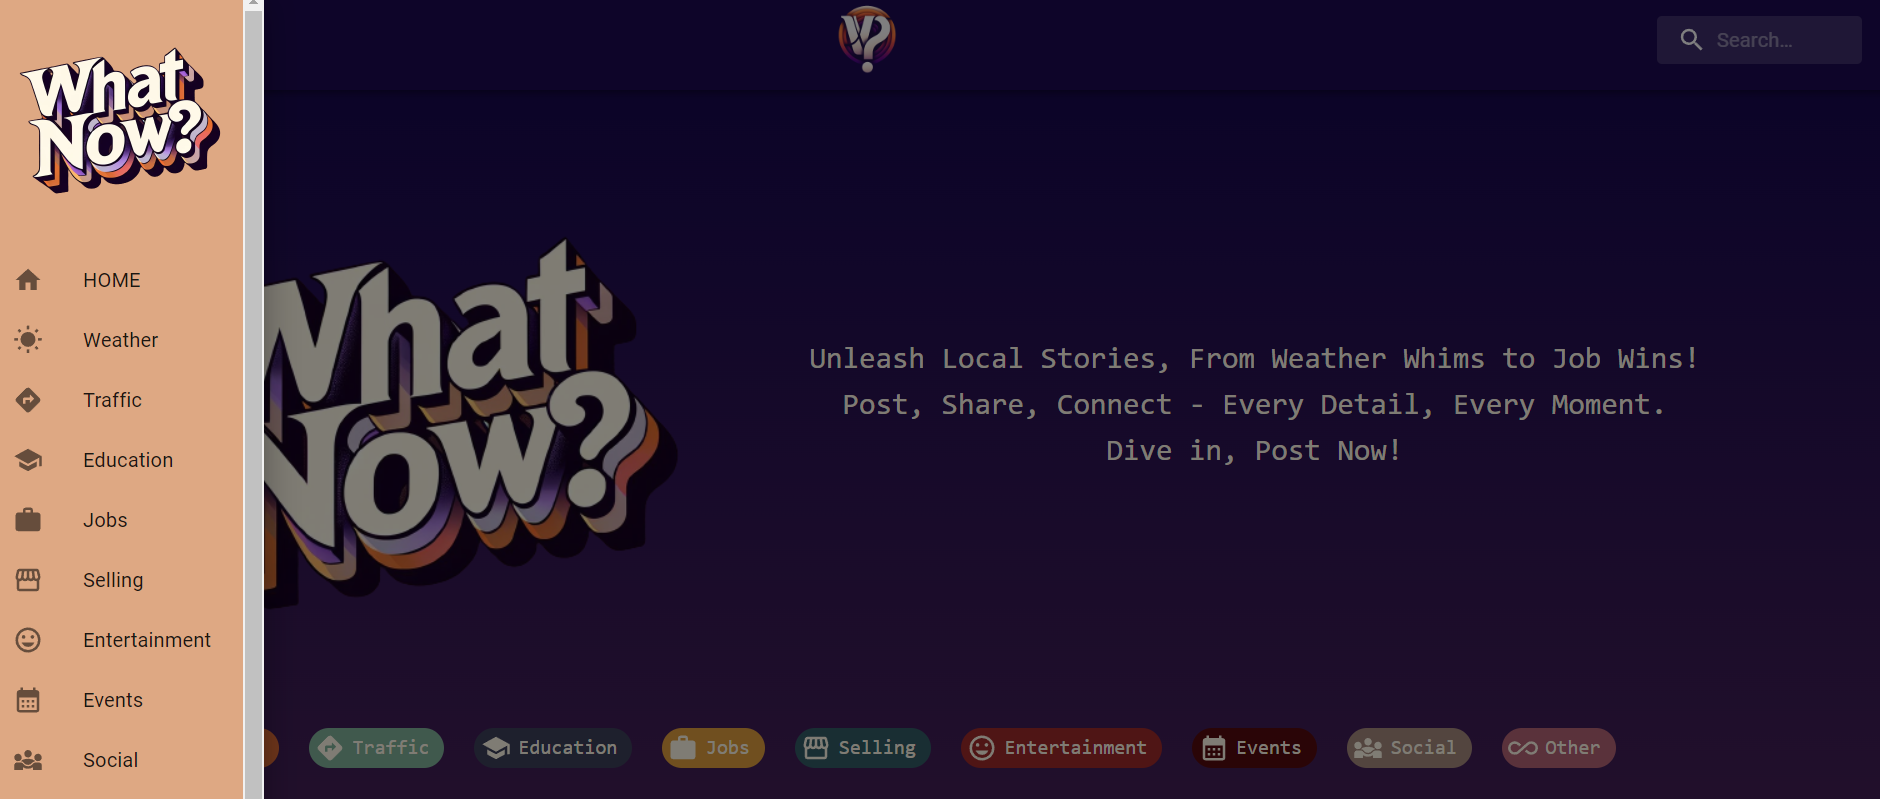 What
Now?
HOME
Weather
Traffic
Education
Jobs
Selling
Entertainment
Events
Social
Search…
What
Now?
Unleash Local Stories, From Weather Whims to Job Wins!
Post, Share, Connect - Every Detail, Every Moment.
Dive in, Post Now!
Traffic
Education
Jobs
Selling
Entertainment
Events
Social
Other